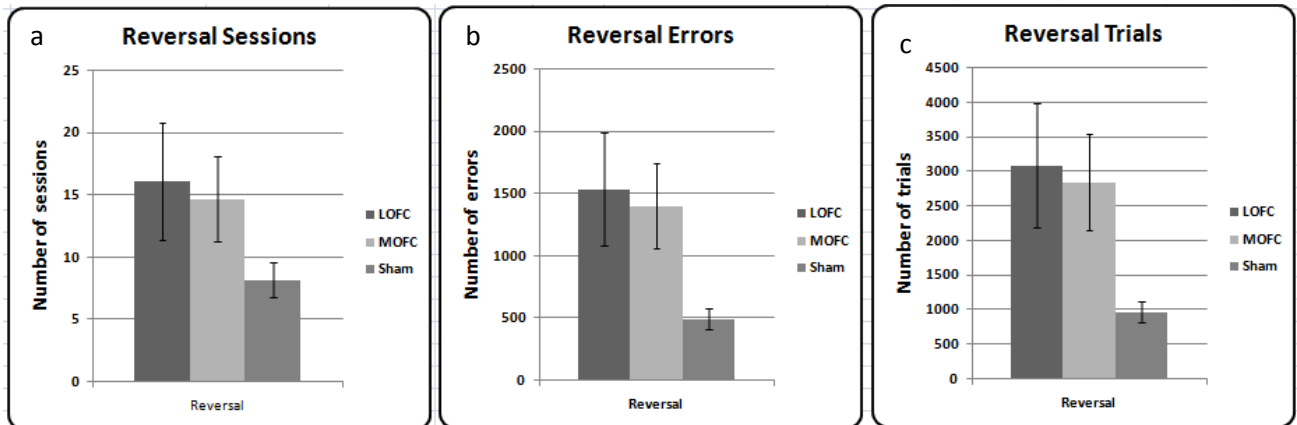 a
Reversal Sessions
Number of sessions
25
20
15
10
5
0
Reversal
LOFC
MOFC
Sham
b
Reversal Errors
Number of errors
2500
2000
1500
1000
500
0
Reversal
LOFC
MOFC
Sham
c
Reversal Trials
Number of trials
4500
4000
3500
3000
2500
2000
1500
1000
500
0
Reversal
LOFC
MOFC
Sham